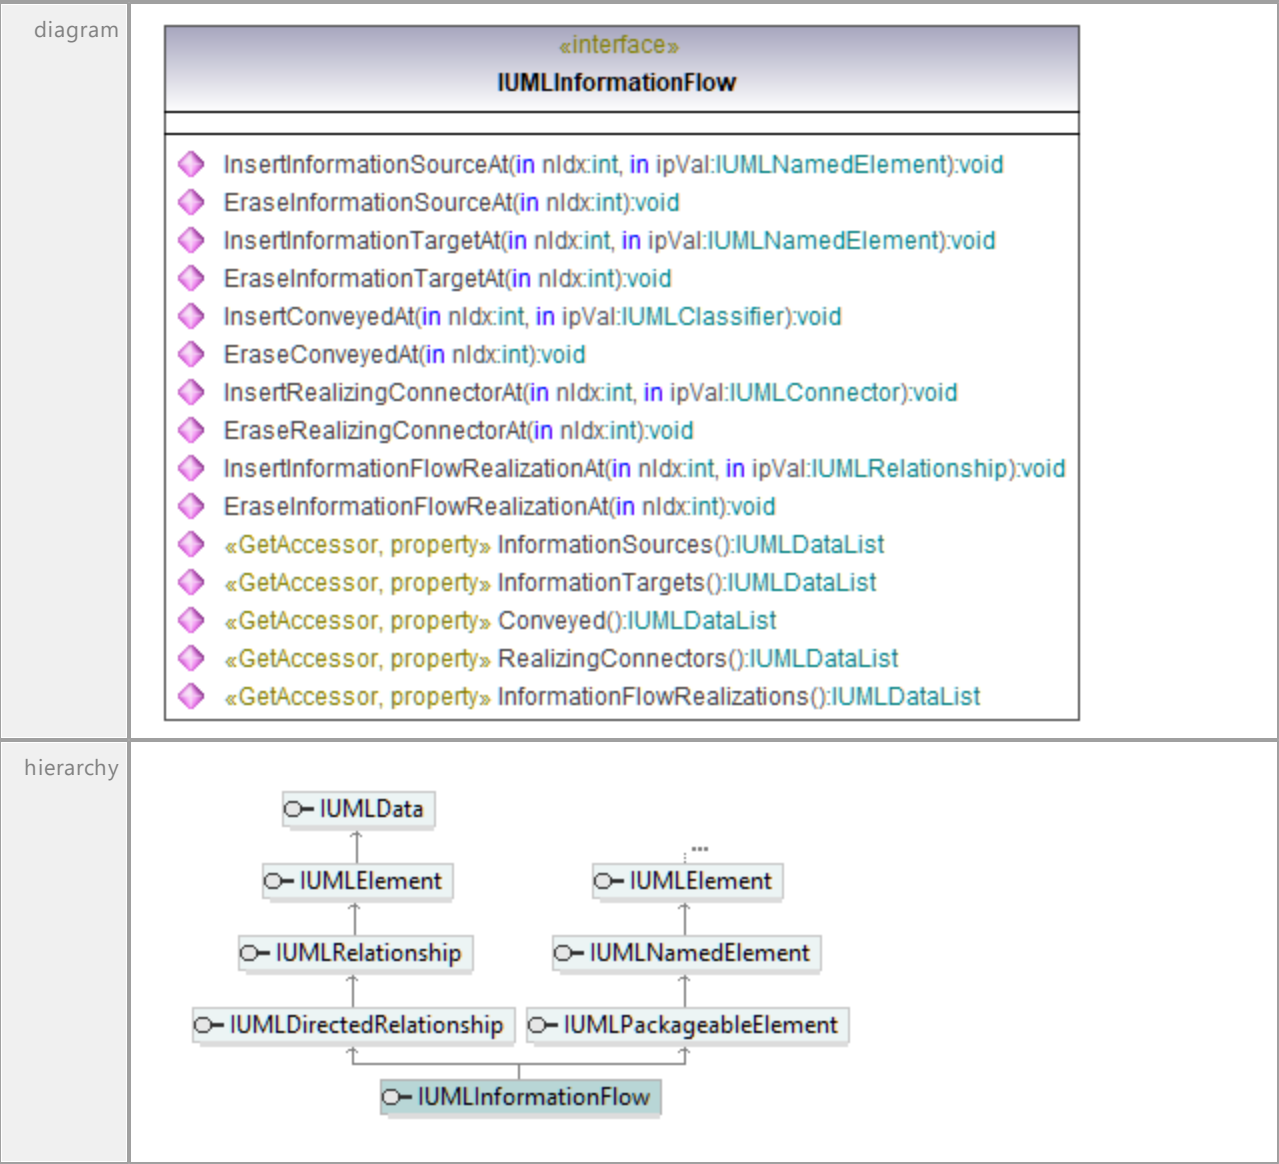 diagram
«interface»
IUMLInformationFlow
InsertInformationSourceAt(in nIdx:int, in ipVal:IUMLNamedElement):void
EraseInformationSourceAt(in nIdx:int):void
InsertInformationTargetAt(in nIdx:int, in ipVal:IUMLNamedElement):void
EraseInformationTargetAt(in nIdx:int):void
InsertConveyedAt(in nIdx:int, in ipVal:IUMLClassifier):void
EraseConveyedAt(in nIdx:int):void
InsertRealizingConnectorAt(in nIdx:int, in ipVal:IUMLConnector):void
EraseRealizingConnectorAt(in nIdx:int):void
InsertInformationFlowRealizationAt(in nIdx:int, in ipVal:IUMLRelationship):void
EraseInformationFlowRealizationAt(in nIdx:int):void
«GetAccessor, property» InformationSources():IUMLDataList
«GetAccessor, property» InformationTargets():IUMLDataList
«GetAccessor, property» Conveyed():IUMLDataList
«GetAccessor, property» RealizingConnectors():IUMLDataList
«GetAccessor, property» InformationFlowRealizations():IUMLDataList
hierarchy
IUMLData
...
IUMLElement
IUMLElement
IUMLRelationship
IUMLNamedElement
IUMLDirectedRelationship
IUMLPackageableElement
IUMLInformationFlow